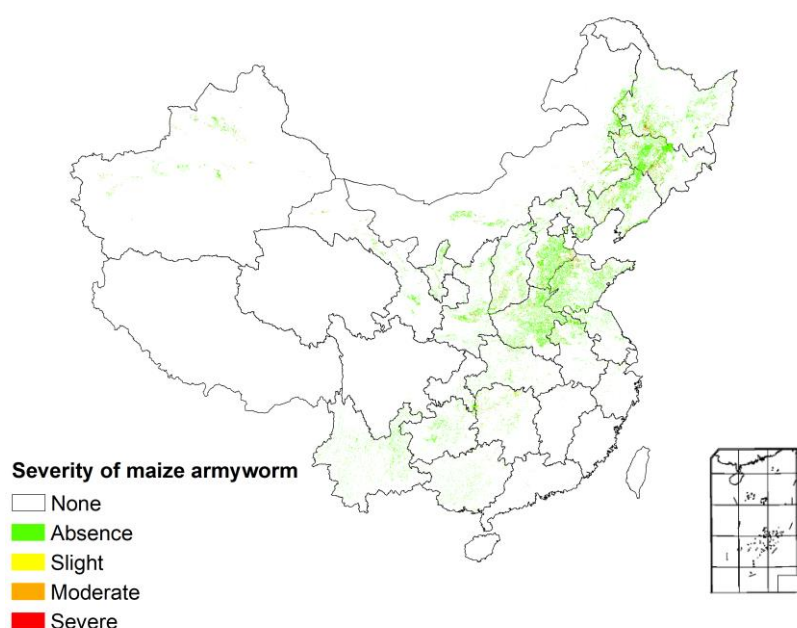 Severity of maize armyworm
None
Absence
Slight
Moderate
Severe